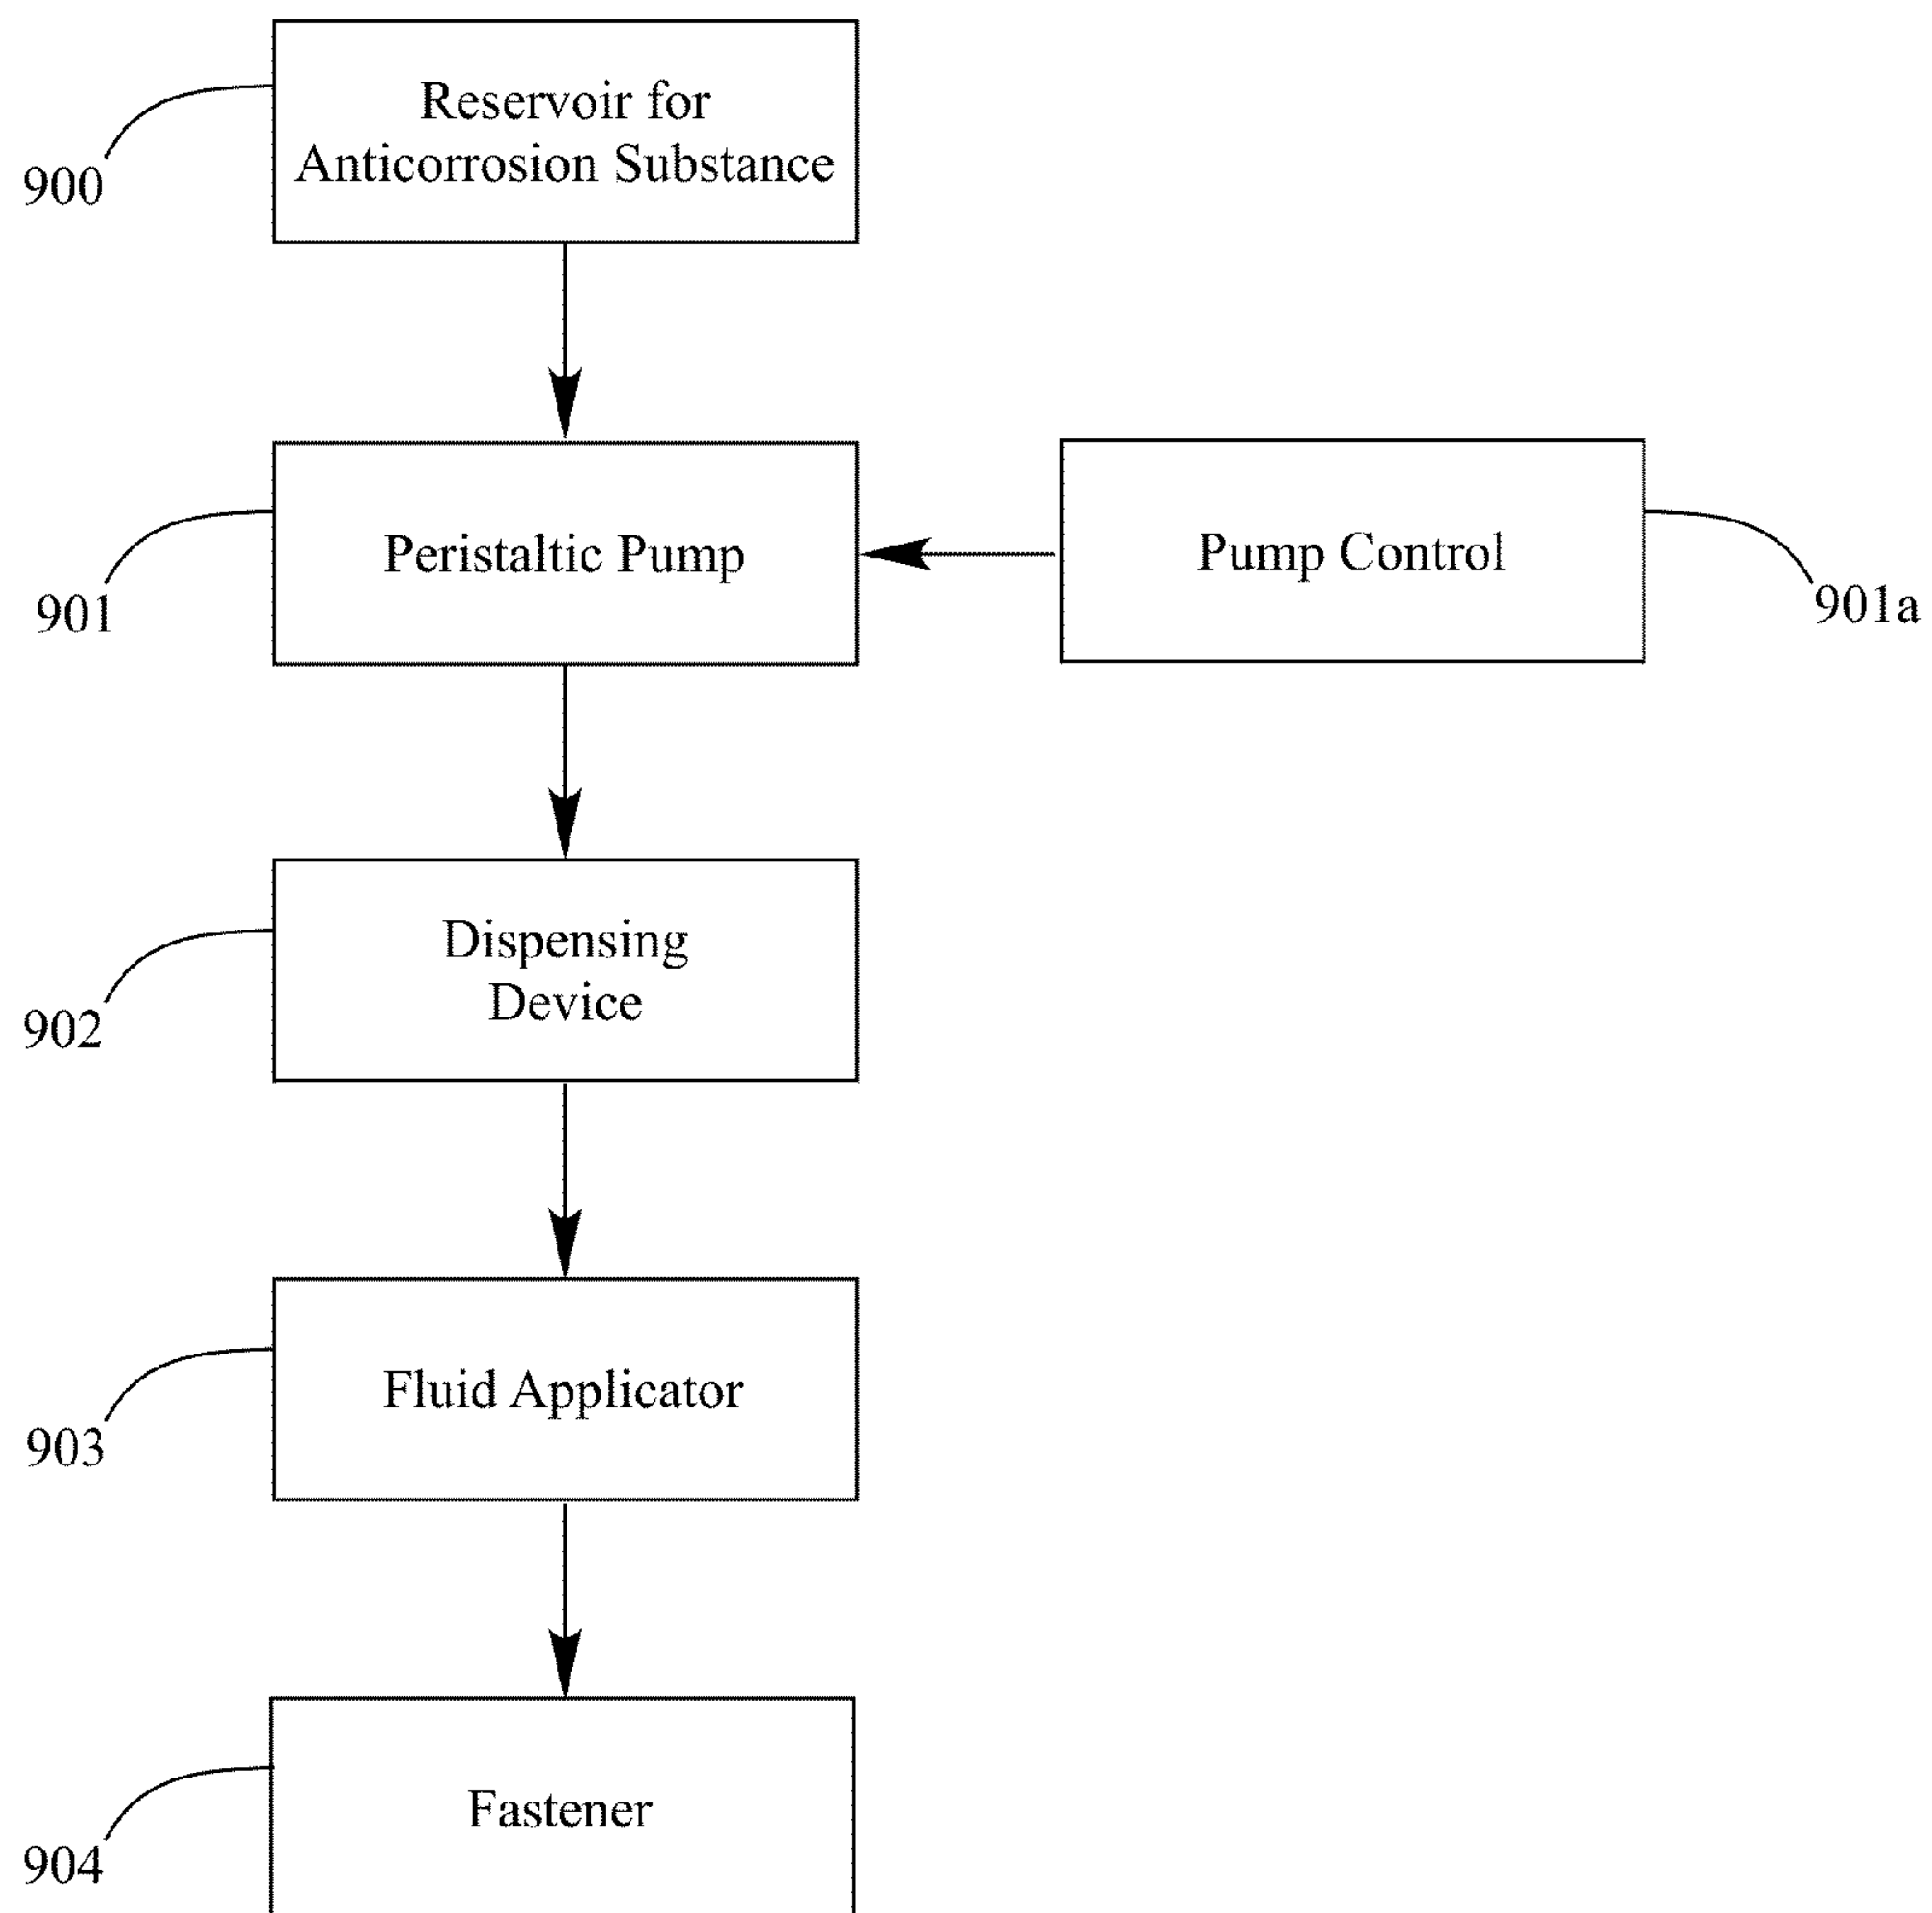 Reservoir for
Anticorrosion Substance
900
Peristaltic Pump
Pump Control
901
901a
Dispensing
Device
902
Fluid Applicator
903
Fastener
904